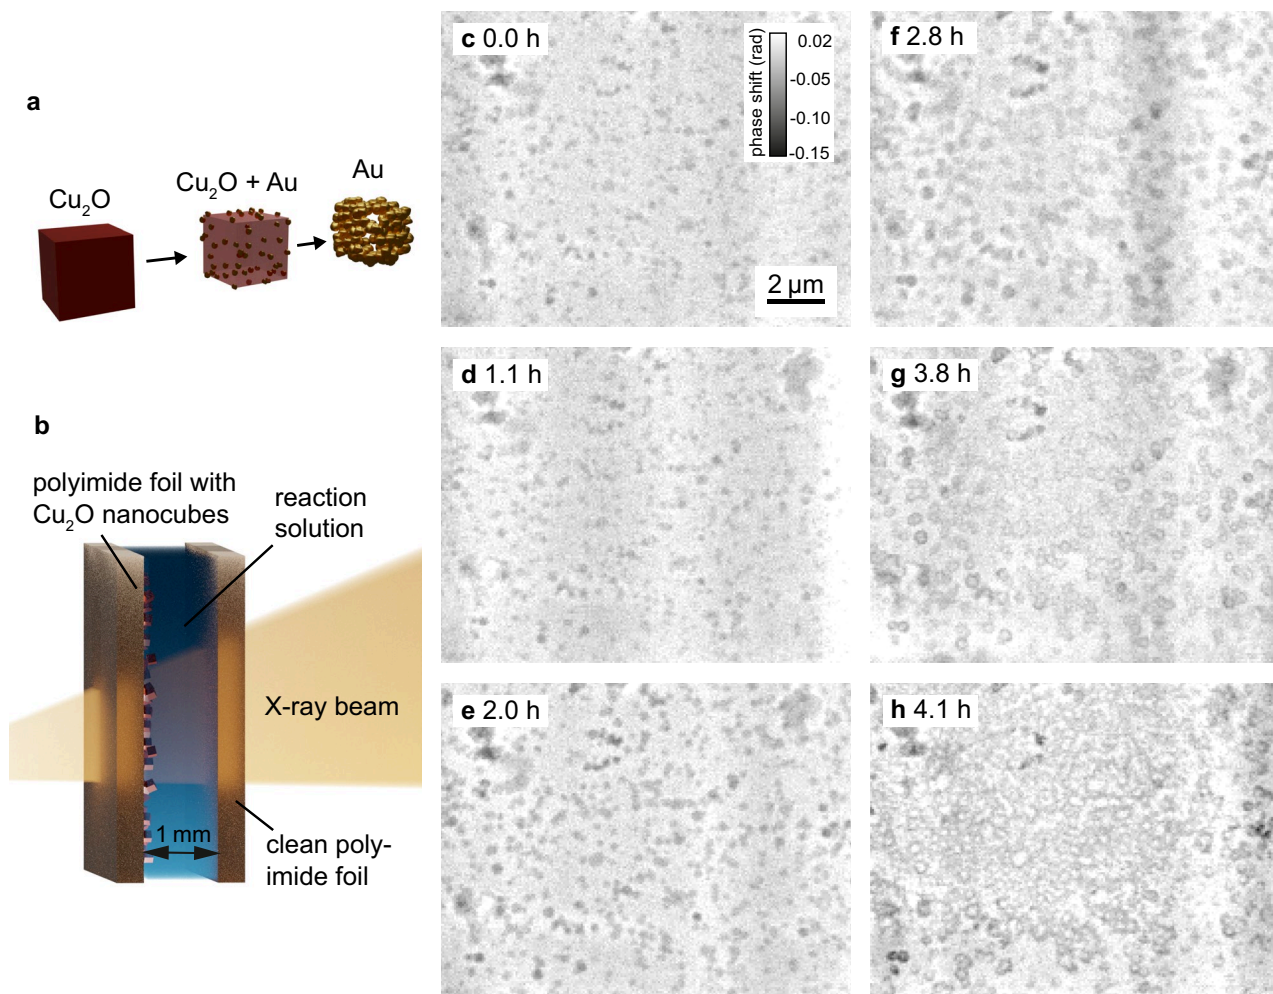 a
Cu₂O
Cu₂O + Au
Au
b
polyimide foil with
Cu₂O nanocubes
reaction
solution
X-ray beam
1 mm
clean poly-
imide foil
c 0.0 h
phase shift (rad)
0.02
-0.05
-0.10
-0.15
2 µm
d 1.1 h
e 2.0 h
f 2.8 h
g 3.8 h
h 4.1 h